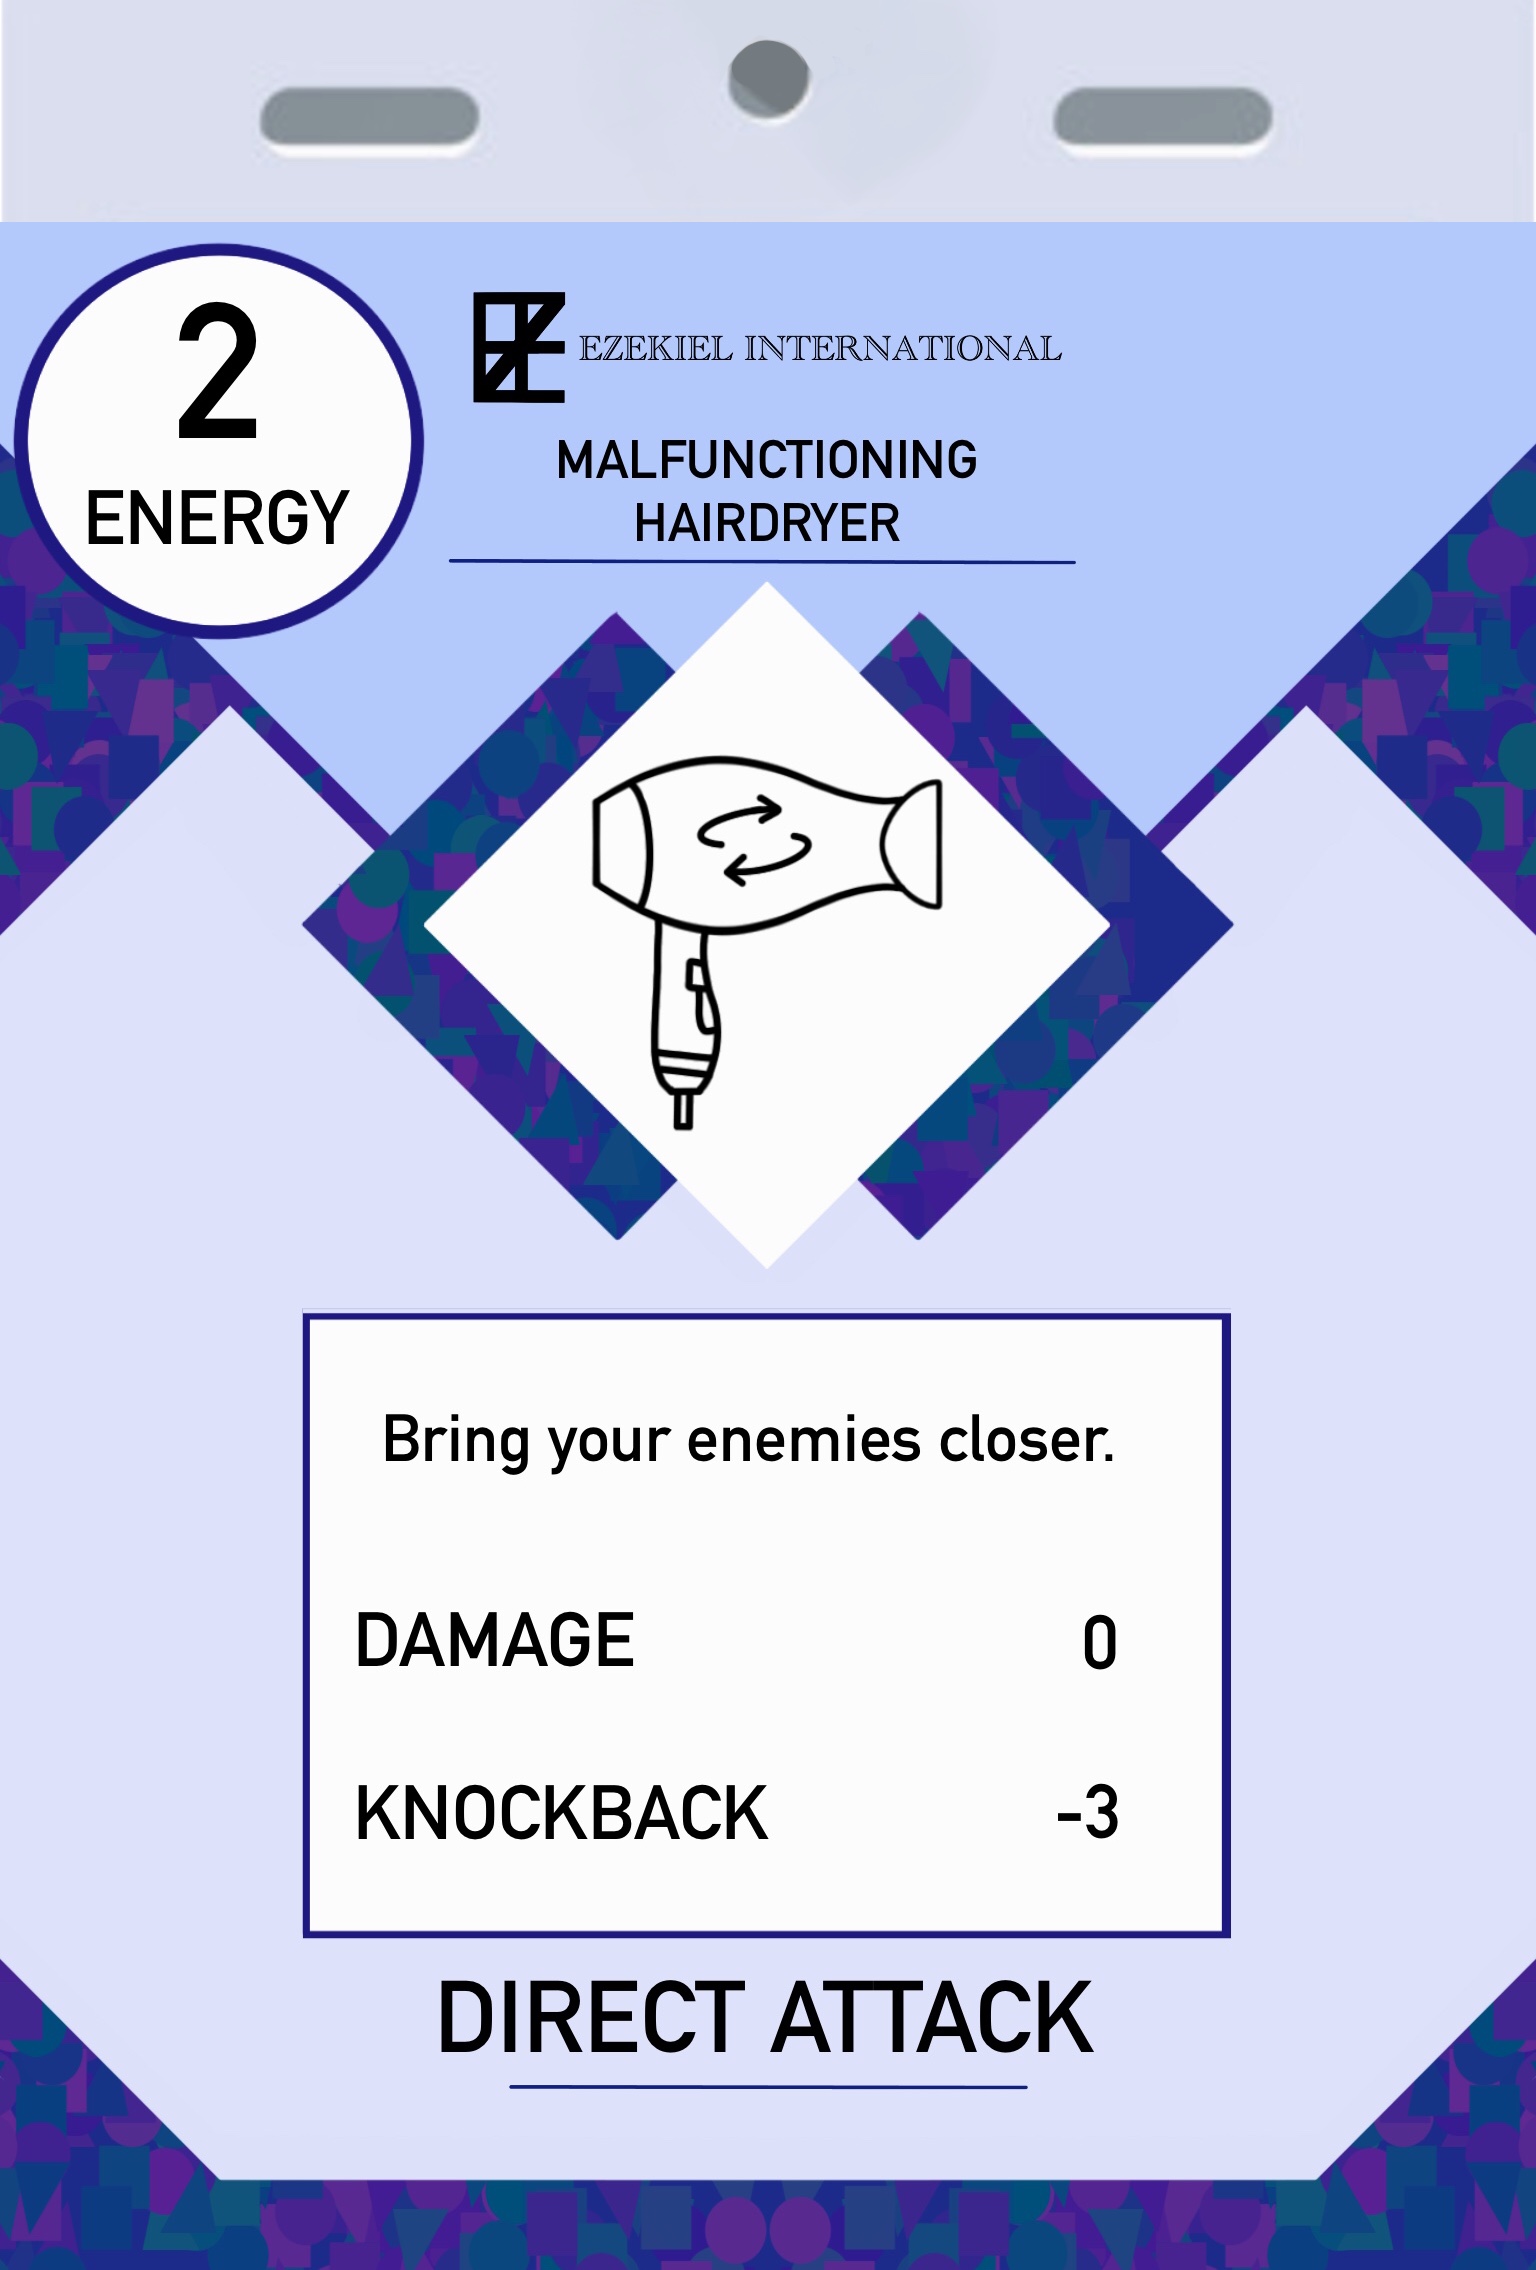 2
ENERGY
EZEKIEL INTERNATIONAL
MALFUNCTIONING
HAIRDRYER
Bring your enemies closer.
DAMAGE 0
KNOCKBACK -3
DIRECT ATTACK